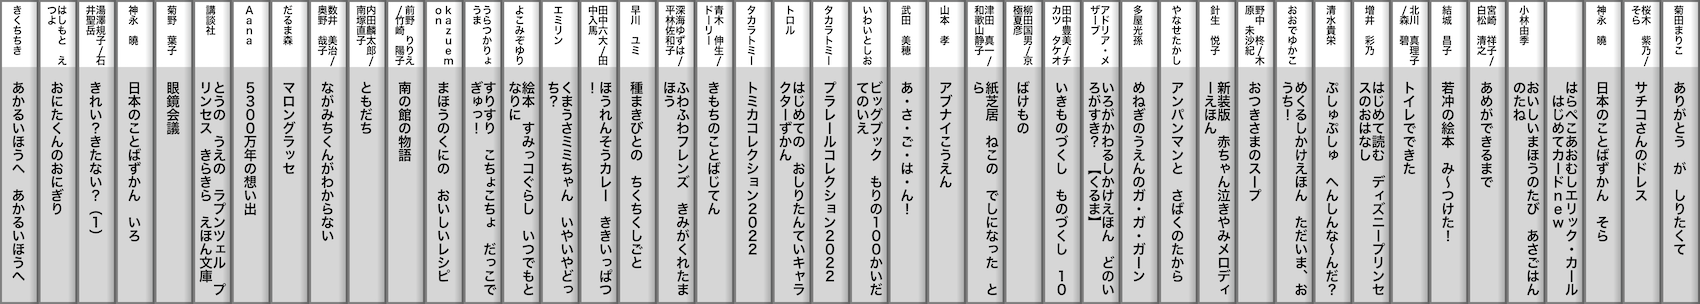 菊田まりこ
ありがとう　が　しりたくて
桜木　紫乃／
そら
サチコさんのドレス
神永　曉
日本のことばずかん　そら
はらぺこあおむしエリック・カール
はじめてカードｎｅｗ
小林由季
おいしいまほうのたび　あさごはん
のたね
宮崎　祥子／
白松　清之
あめができるまで
結城　昌子
若冲の絵本　み～つけた！
北川　真理子
／森　碧
トイレでできた
増井　彩乃
はじめて読む　ディズニープリンセ
スのおはなし
清水貴栄
ぷしゅぷしゅ　へんしんな～んだ？
おおでゆかこ
めくるしかけえほん　ただいま、お
うち！
野中　柊／木
原　未沙紀
おつきさまのスープ
針生　悦子
新装版　赤ちゃん泣きやみメロディ
ーえほん
やなせたかし
アンパンマンと　さばくのたから
多屋光孫
めねぎのうえんのガ・ガ・ガーン
アドリア・メ
ザーブ
いろがかわるしかけえほん　どのい
ろがすき？　【くるま】
田中豊美／チ
カツ　タケオ
いきものづくし　ものづくし　１０
柳田国男／京
極夏彦
ばけもの
津田　真一／
和歌山静子
紙芝居　ねこの　でしになった　と
ら
山本　孝
アブナイこうえん
武田　美穂
あ・さ・ご・は・ん！
いわいとしお
ビッグブック　もりの１００かいだ
てのいえ
タカラトミー
プラレールコレクション２０２２
トロル
はじめての　おしりたんていキャラ
クターずかん
タカラトミー
トミカコレクション２０２２
青木　伸生／
ドーリー
きもちのことばじてん
深海ゆずは／
平林佐和子
ふわふわフレンズ　きみがくれたま
ほう
早川　ユミ
種まきびとの　ちくちくしごと
田中六大／田
中入馬
ほうれんそうカレー　ききいっぱつ
！
エミリン
くまうさミミちゃん　いやいやどっ
ち？
よこみぞゆり
絵本　すみっコぐらし　いつでもと
なりに
うらつかりょ
うま
すりすり　こちょこちょ　だっこで
ぎゅっ！
ｋａｚｕｅｍ
ｏｎ
まほうのくにの　おいしいレシピ
前野　りりえ
／竹崎　陽子
南の館の物語
内田麟太郎／
南塚直子
ともだち
数井　美治／
奥野　哉子
ながみちくんがわからない
だるま森
マロングラッセ
Ａａｎａ
５３００万年の想い出
講談社
とうの　うえの　ラプンツェル　プ
リンセス　きらきら　えほん文庫
菊野　葉子
眼鏡会議
神永　曉
日本のことばずかん　いろ
湯澤規子／石
井聖岳
きれい？きたない？（１）
はしもと　え
つよ
おにたくんのおにぎり
きくちちき
あかるいほうへ　あかるいほうへ